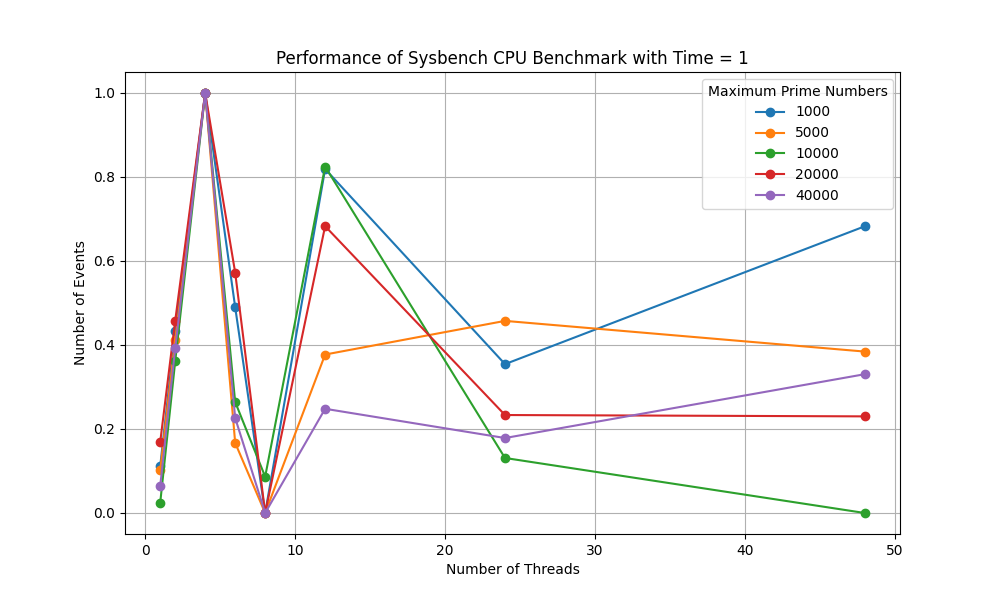 Performance of Sysbench CPU Benchmark with Time = 1
Maximum Prime Numbers
1000
5000
10000
20000
40000
Number of Events
1.0
0.8
0.6
0.4
0.2
0.0
0 10 20 30 40 50
Number of Threads